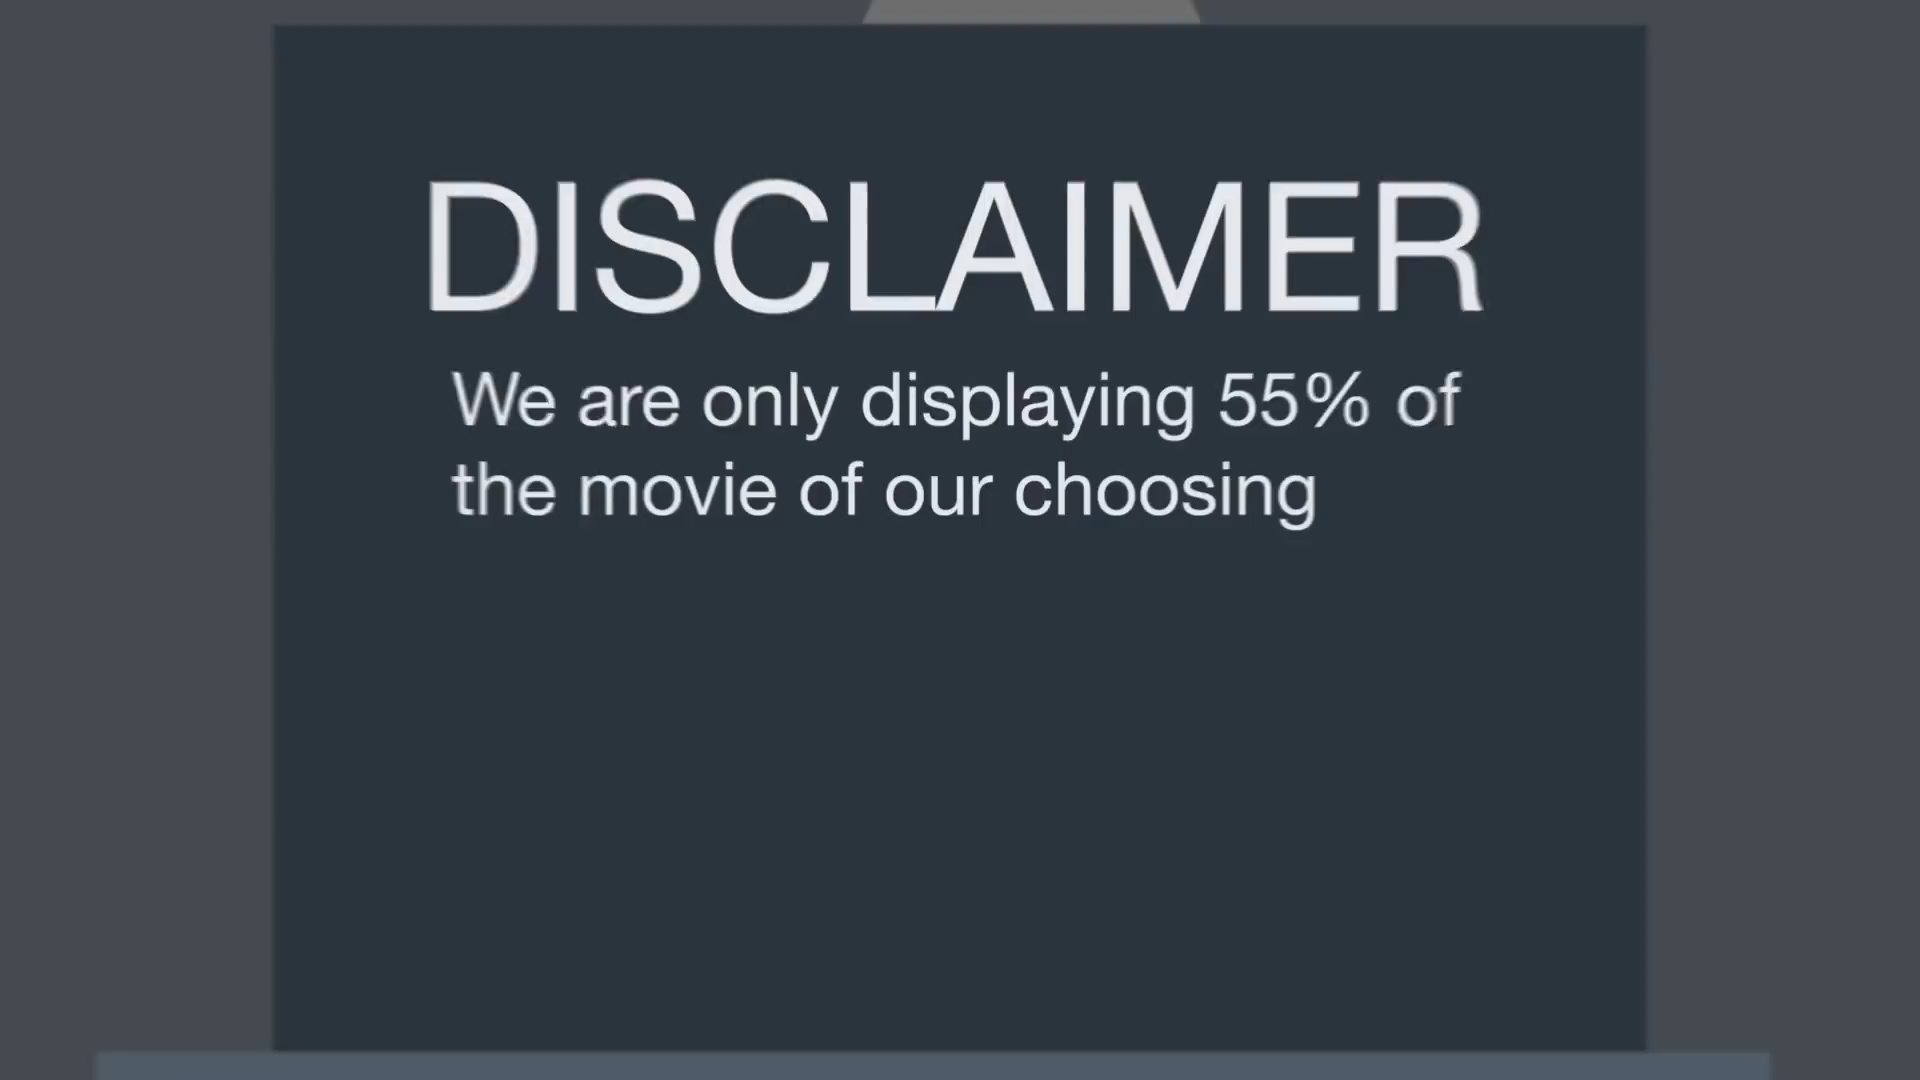 DISCLAIMER
We are only displaying 55% of
the movie of our choosing